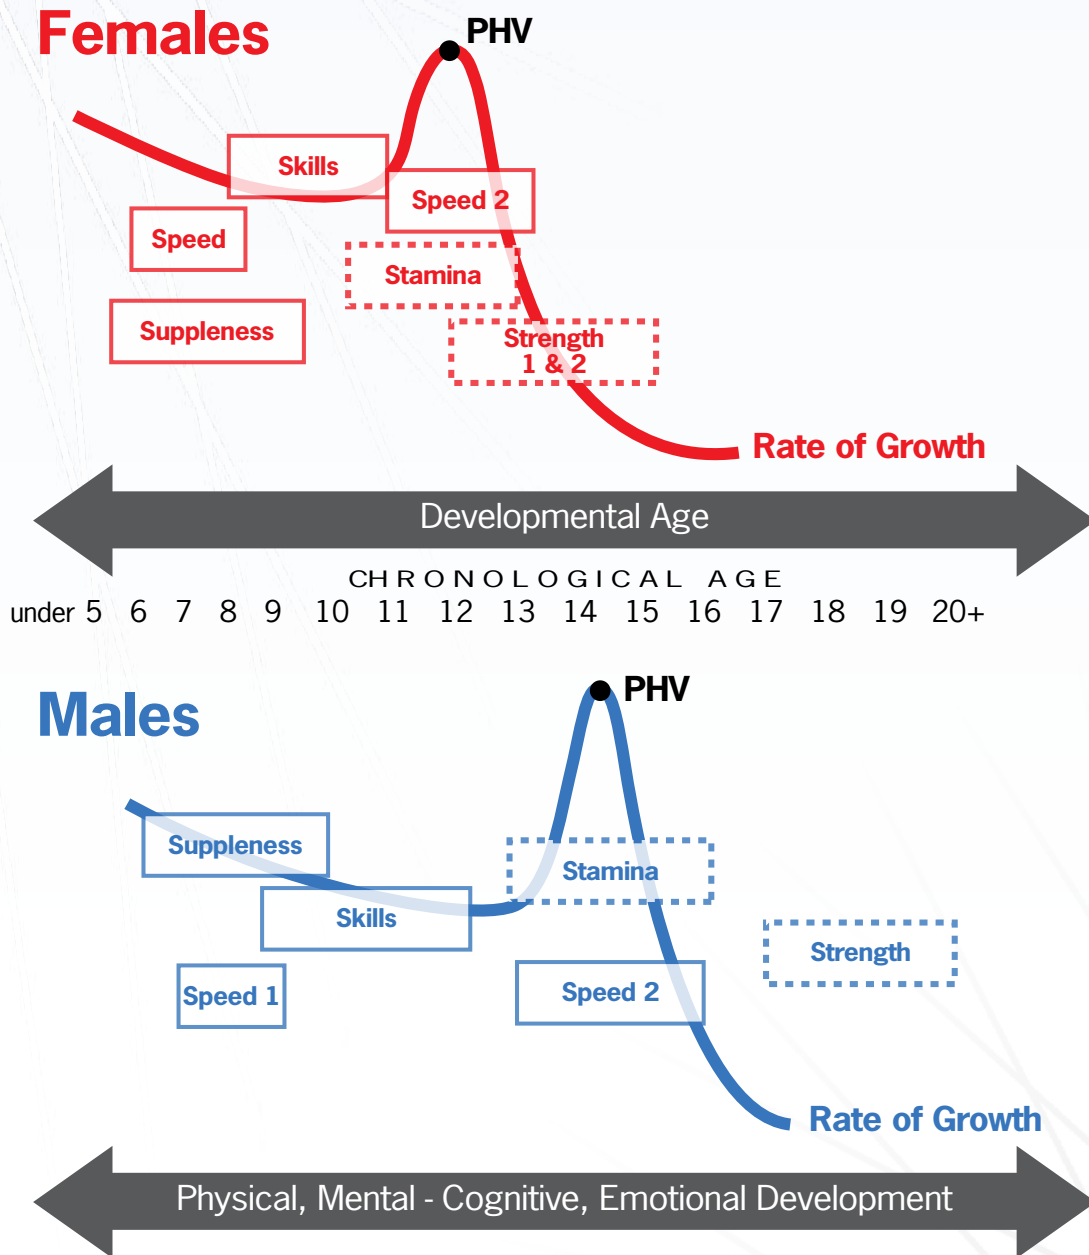 Females
PHV
Skills
Speed 2
Speed
Stamina
Suppleness
Strength
1 & 2
Rate of Growth
Developmental Age
CHRONOLOGICAL AGE
under 5 6 7 8 9 10 11 12 13 14 15 16 17 18 19 20+
PHV
Males
Suppleness
Stamina
Skills
Strength
Speed 1
Speed 2
Rate of Growth
Physical, Mental - Cognitive, Emotional Development